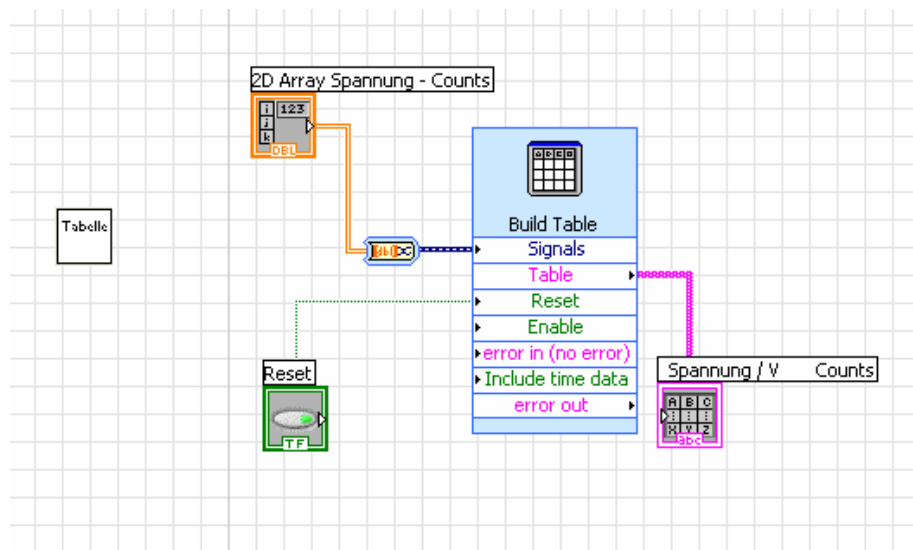 2D Array Spannung - Counts
i 123
j
k
DBL
Tabelle
A B C D
Build Table
Signals
Table
Reset
Enable
error in (no error)
Include time data
error out
Reset
TF
Spannung / V Counts
A B C
X Y Z
abc